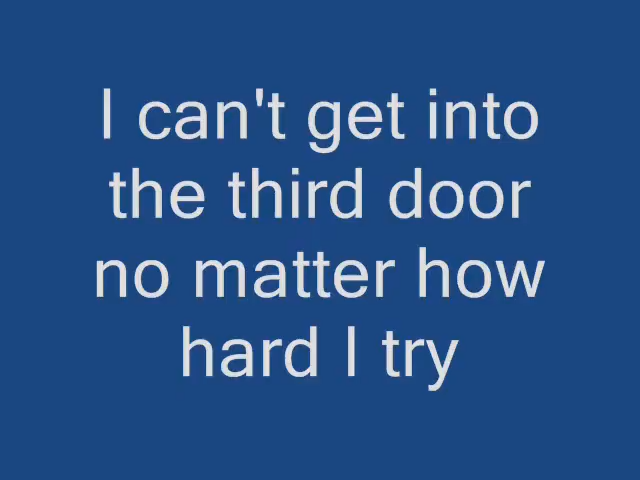 I can't get into
the third door
no matter how
hard I try